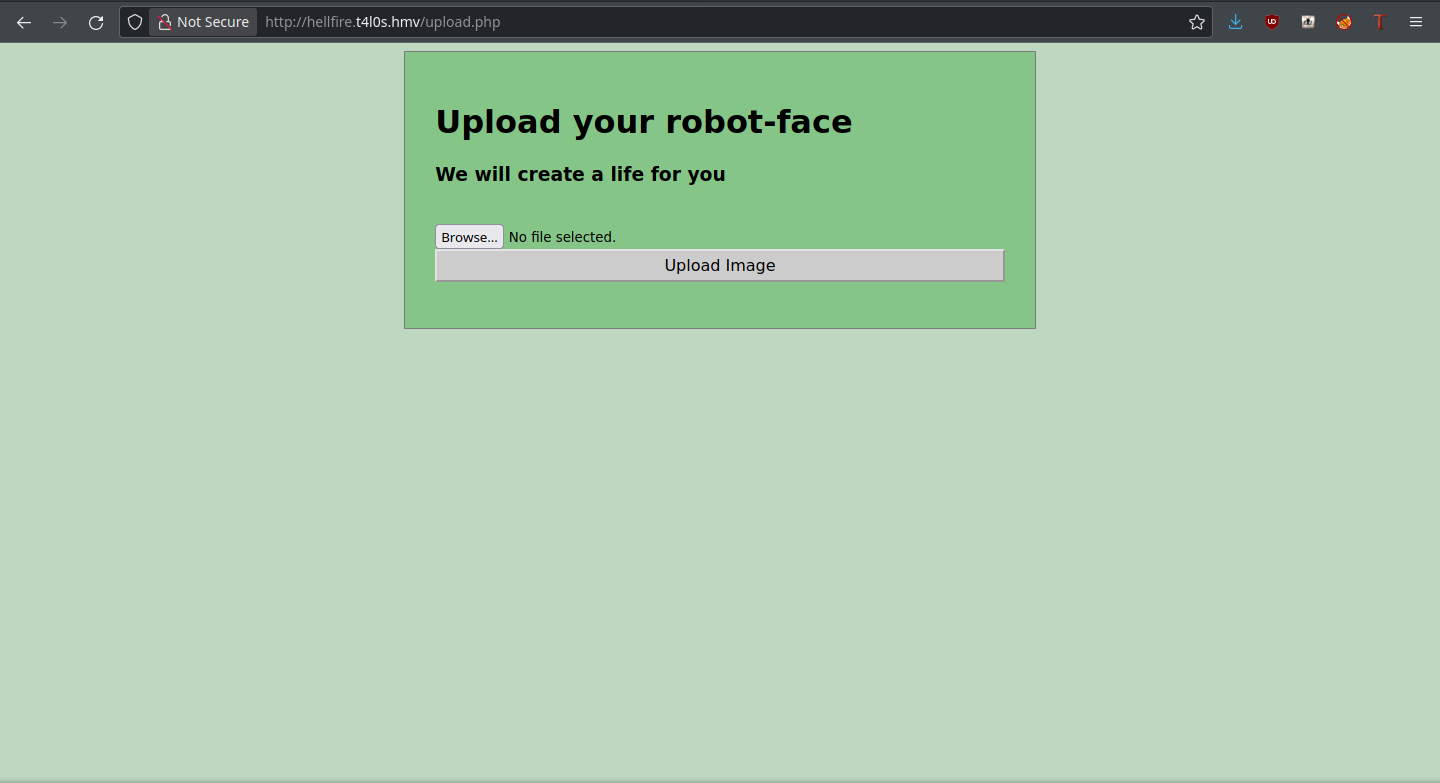 Not Secure http://hellfire.t4l0s.hmv/upload.php
Upload your robot-face
We will create a life for you
Browse... No file selected.
Upload Image